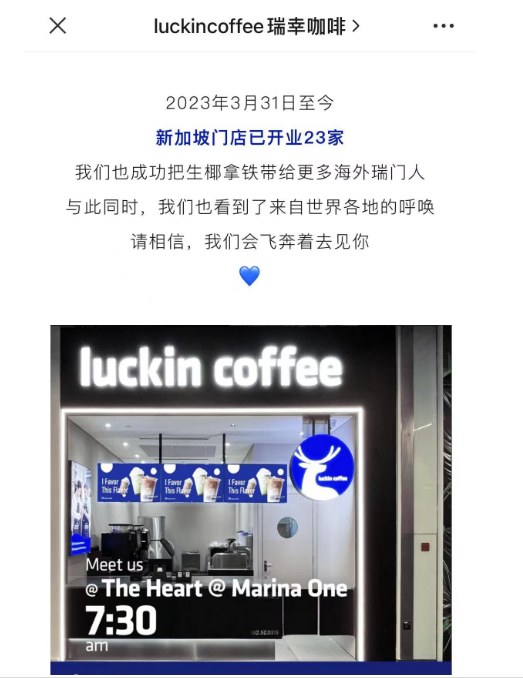 luckincoffee瑞幸咖啡
2023年3月31日至今
新加坡门店已开业23家
我们也成功把生椰拿铁带给更多海外瑞门人
与此同时，我们也看到了来自世界各地的呼唤
请相信，我们会飞奔着去见你
luckin coffee
I Favor
This Flavor
I Favor
This Flavor
I Favor
This Flavor
luckin coffee
Meet us
@ The Heart @ Marina One
7:30
am